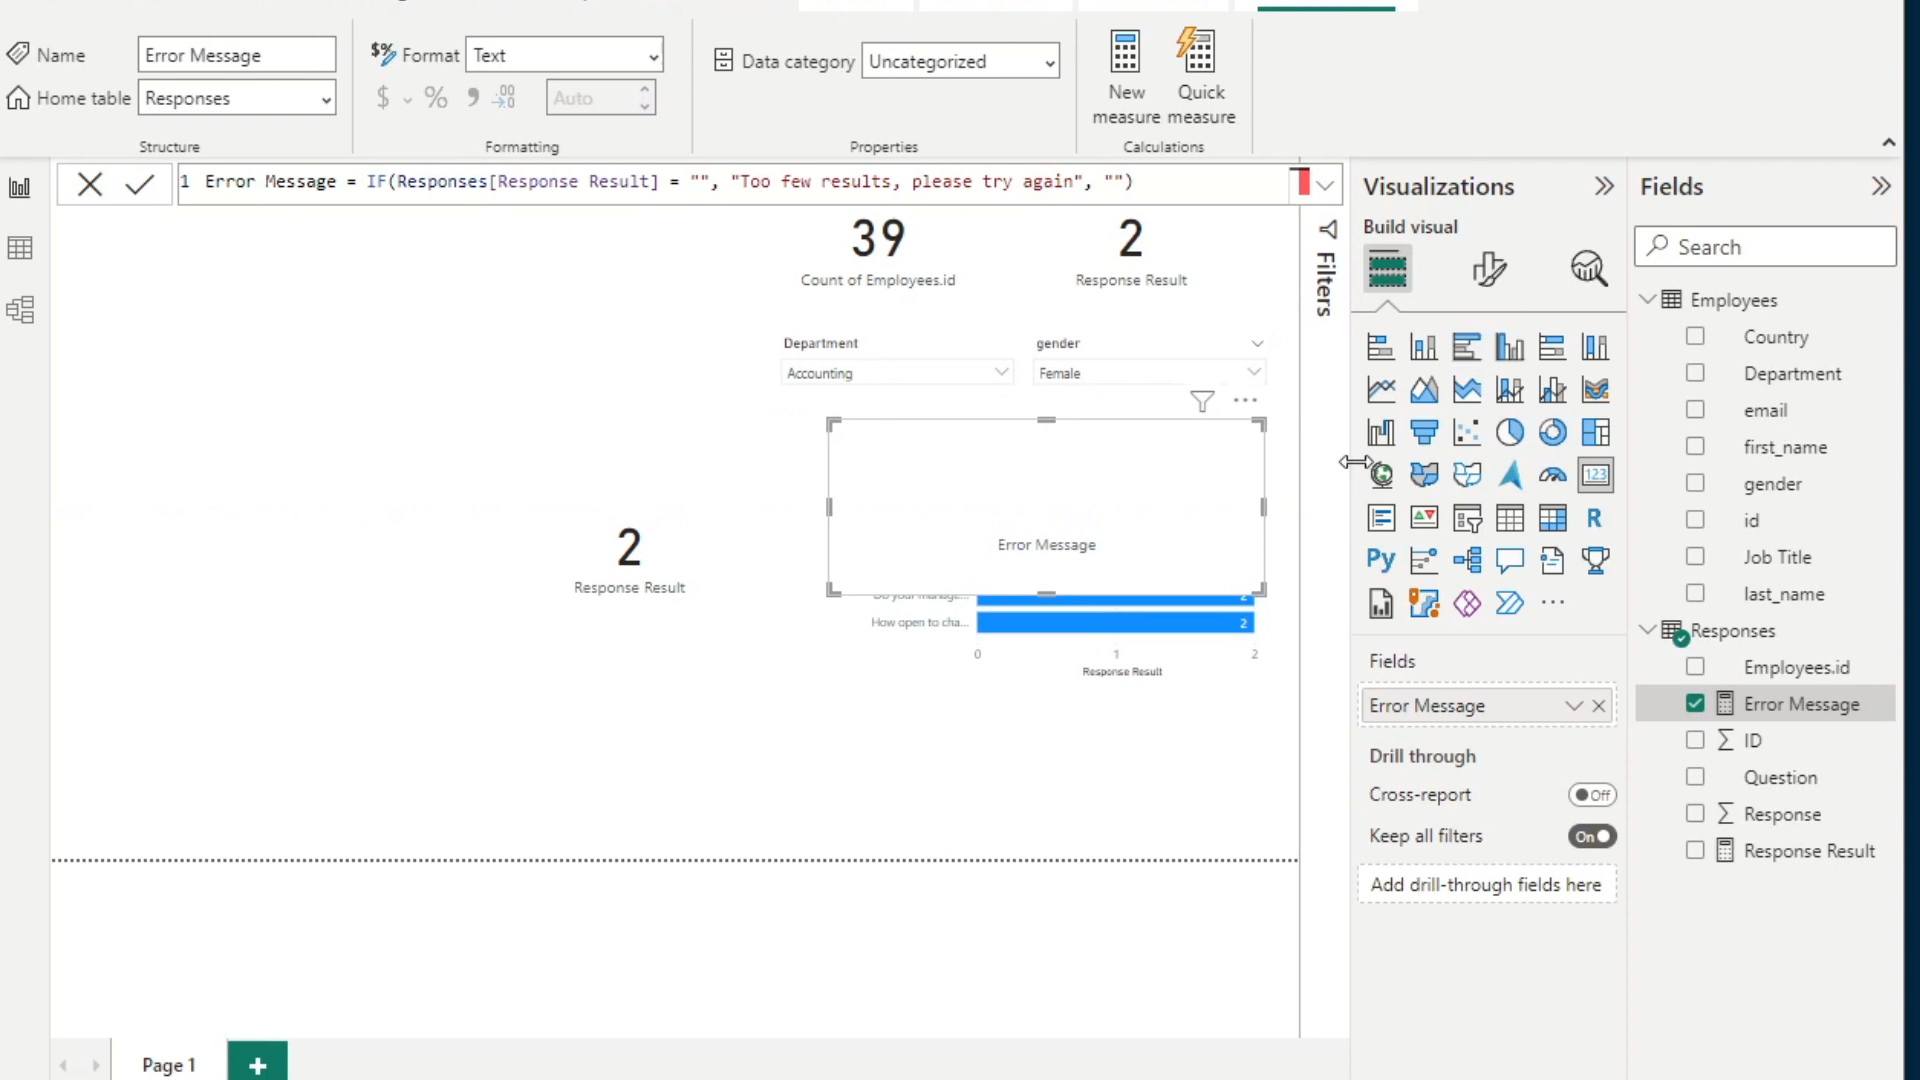 Name
Error Message
Format
Text
Data category
Uncategorized
New measure
Quick measure
Home table
Responses
$ %
Auto
Structure
Formatting
Properties
Calculations
1 Error Message = IF(Responses[Response Result] = "", "Too few results, please try again", "")
39
Count of Employees.id
2
Response Result
Department
Accounting
gender
Female
Error Message
2
Response Result
2
How open to cha...
2
0
1
2
Response Result
Page 1
+
Filters
Visualizations
Build visual
123
R
Py
...
Fields
Error Message
Drill through
Cross-report
Off
Keep all filters
On
Add drill-through fields here
Fields
Search
Employees
Country
Department
email
first_name
gender
id
Job Title
last_name
Responses
Employees.id
Error Message
ID
Question
Response
Response Result